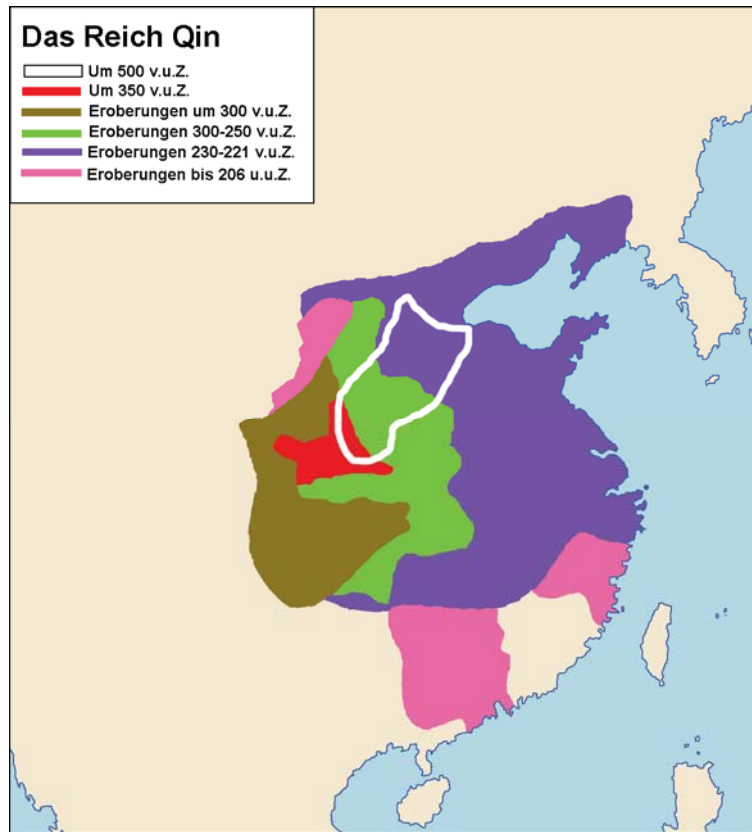 Das Reich Qin
Um 500 v.u.Z.
Um 350 v.u.Z.
Eroberungen um 300 v.u.Z.
Eroberungen 300-250 v.u.Z.
Eroberungen 230-221 v.u.Z.
Eroberungen bis 206 u.u.Z.